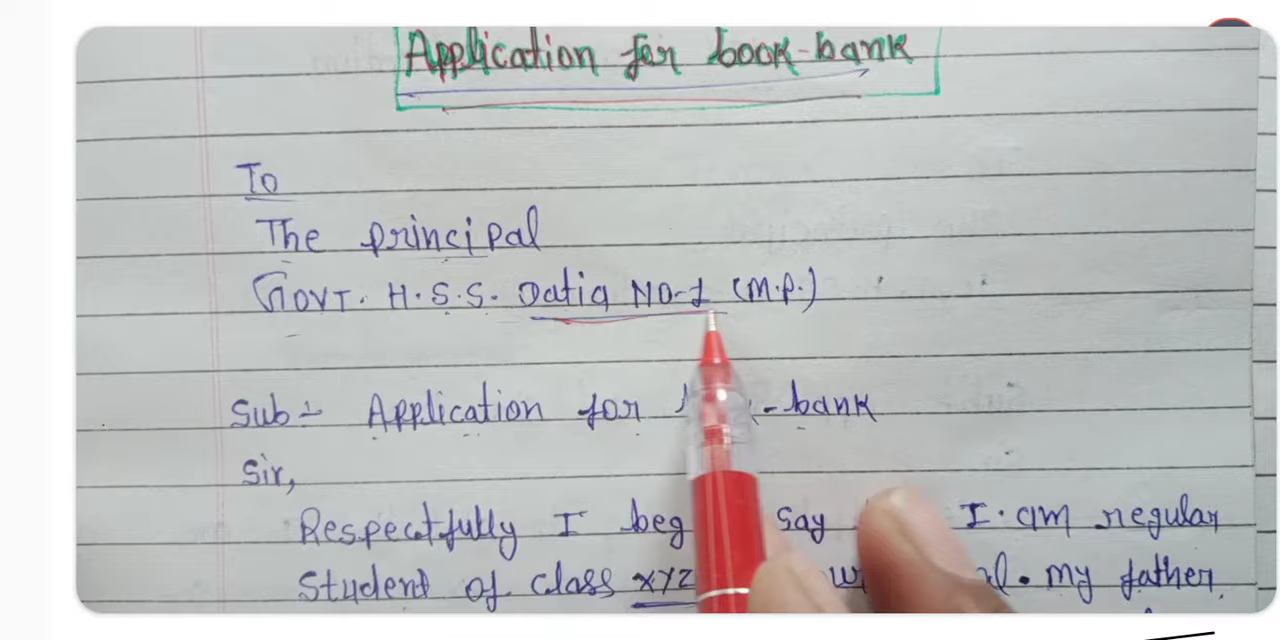 Application for book-bank
To
The principal
Govt. H.S.S. Datia No-1 (M.P.)
Sub:- Application for -bank
Sir,
Respectfully I beg say I am regular
Student of class XYZ my father